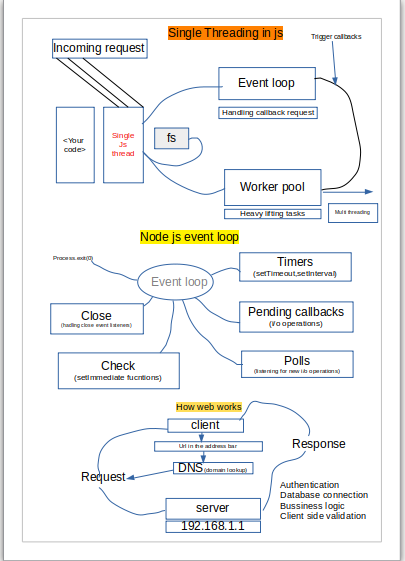 Single Threading in js
Incoming request
Trigger callbacks
Event loop
Handling callback request
<Your
code>
Single
Js
thread
fs
Worker pool
Heavy lifting tasks
Multi threading
Node js event loop
Process.exit(0)
Timers
(setTimeout,setInterval)
Event loop
Close
(hadling close event listeners)
Pending callbacks
(i/o operations)
Check
(setImmediate fucntions)
Polls
(listening for new i/o operations)
How web works
client
Url in the address bar
Response
DNS(domain lookup)
Request
server
192.168.1.1
Authentication
Database connection
Bussiness logic
Client side validation